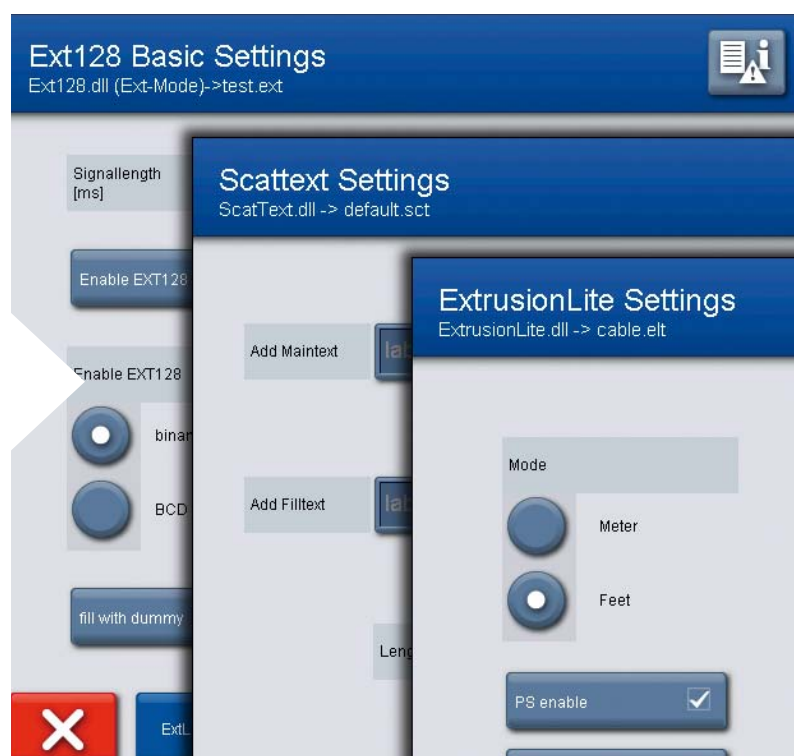 Ext128 Basic Settings
Ext128.dll (Ext-Mode)->test.ext
Signallength
[ms]
Enable EXT128
Enable EXT128
BCD
fill with dummy
Scattext Settings
ScatText.dll -> default.sct
Add Maintext
Add Filltext
ExtrusionLite Settings
ExtrusionLite.dll -> cable.elt
Mode
Meter
Feet
PS enable